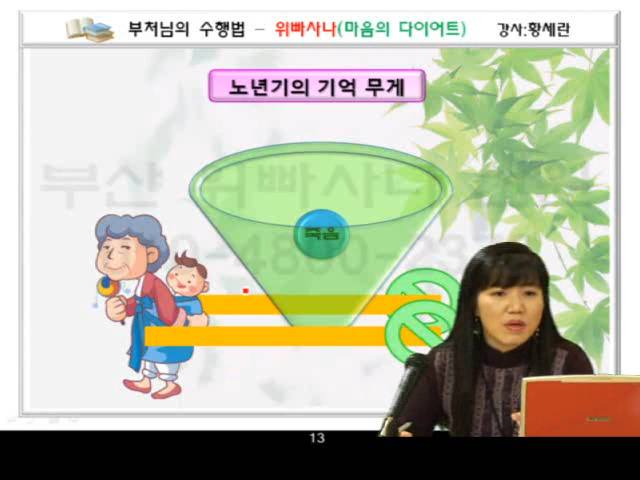 부처님의 수행법 - 위빠사나(마음의 다이어트) 강사:황세란
노년기의 기억 무게
부산 위빠사나
죽음
13